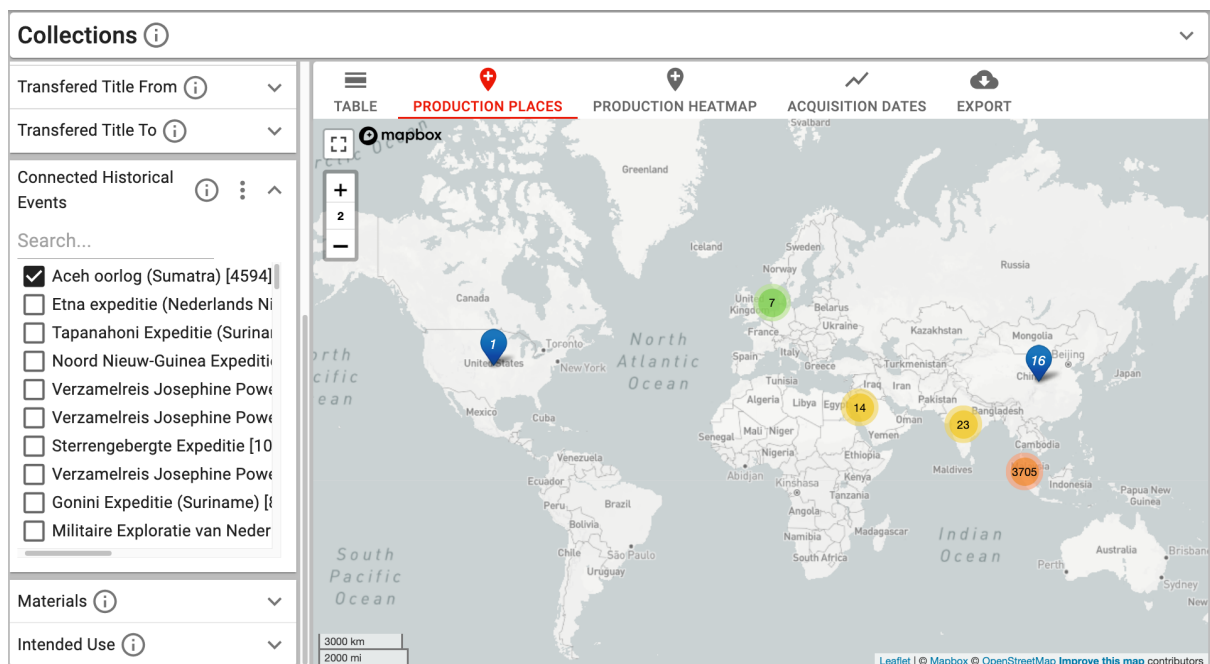 Collections
Transfered Title From
Transfered Title To
Connected Historical
Events
Search...
Aceh oorlog (Sumatra) [4594]
Etna expeditie (Nederlands Ni
Tapanahoni Expeditie (Surina
Noord Nieuw-Guinea Expediti
Verzamelreis Josephine Powe
Verzamelreis Josephine Powe
Sterrengebergte Expeditie [10
Verzamelreis Josephine Powe
Gonini Expeditie (Suriname) [8
Militaire Exploratie van Neder
Materials
Intended Use
TABLE
PRODUCTION PLACES
PRODUCTION HEATMAP
ACQUISITION DATES
EXPORT
mapbox
+
2
−
Svalbard
Greenland
Iceland
Sweden
Norway
Russia
Canada
United Kingdom
7
Belarus
Ukraine
Kazakhstan
Mongolia
France
Toronto
North
Atlantic
Ocean
1
United States
New York
Spain
Italy
Greece
Turkmenistan
16
Beijing
China
Japan
Tunisia
Iraq
Iran
Algeria
Libya
Egypt
14
Pakistan
23
Bangladesh
Mexico
Cuba
Oman
Mali
Niger
Yemen
Senegal
Nigeria
Ethiopia
Cambodia
Venezuela
Abidjan
Maldives
3705
Ecuador
Kinshasa
Kenya
Indonesia
Papua New
Guinea
Tanzania
Peru
Brazil
Angola
Bolivia
Namibia
Madagascar
Indian
Ocean
South
Pacific
Ocean
Chile
São Paulo
South Africa
Australia
Brisban
Uruguay
Perth
Sydney
New
3000 km
2000 mi
Leaflet | © Mapbox © OpenStreetMap Improve this map contributors